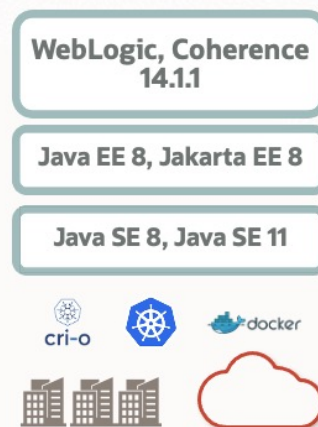 WebLogic, Coherence
14.1.1
Java EE 8, Jakarta EE 8
Java SE 8, Java SE 11
cri-o
docker